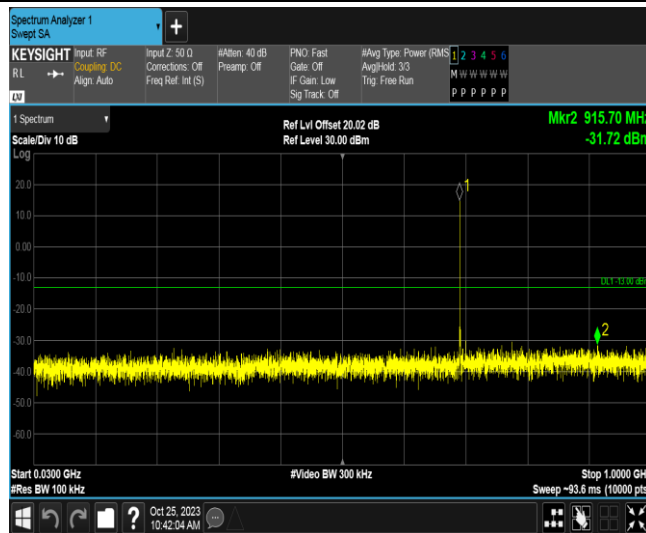 Spectrum Analyzer 1
Swept SA
KEYSIGHT
RL
LXI
Input: RF
Coupling: DC
Align: Auto
Input Z: 50 Ω
Corrections: Off
Freq Ref: Int (S)
#Atten: 40 dB
Preamp: Off
PNO: Fast
Gate: Off
IF Gain: Low
Sig Track: Off
#Avg Type: Power (RMS
Avg|Hold: 3/3
Trig: Free Run
1 2 3 4 5 6
M W W W W W
P P P P P P
1 Spectrum
Scale/Div 10 dB
Ref Lvl Offset 20.02 dB
Ref Level 30.00 dBm
Mkr2 915.70 MHz
-31.72 dBm
Log
20.0
10.0
0.00
-10.0
-20.0
-30.0
-40.0
-50.0
-60.0
1
DL1 -13.00 dBm
2
Start 0.0300 GHz
#Res BW 100 kHz
#Video BW 300 kHz
Stop 1.0000 GH
Sweep ~93.6 ms (10000 pts
Oct 25, 2023
10:42:04 AM